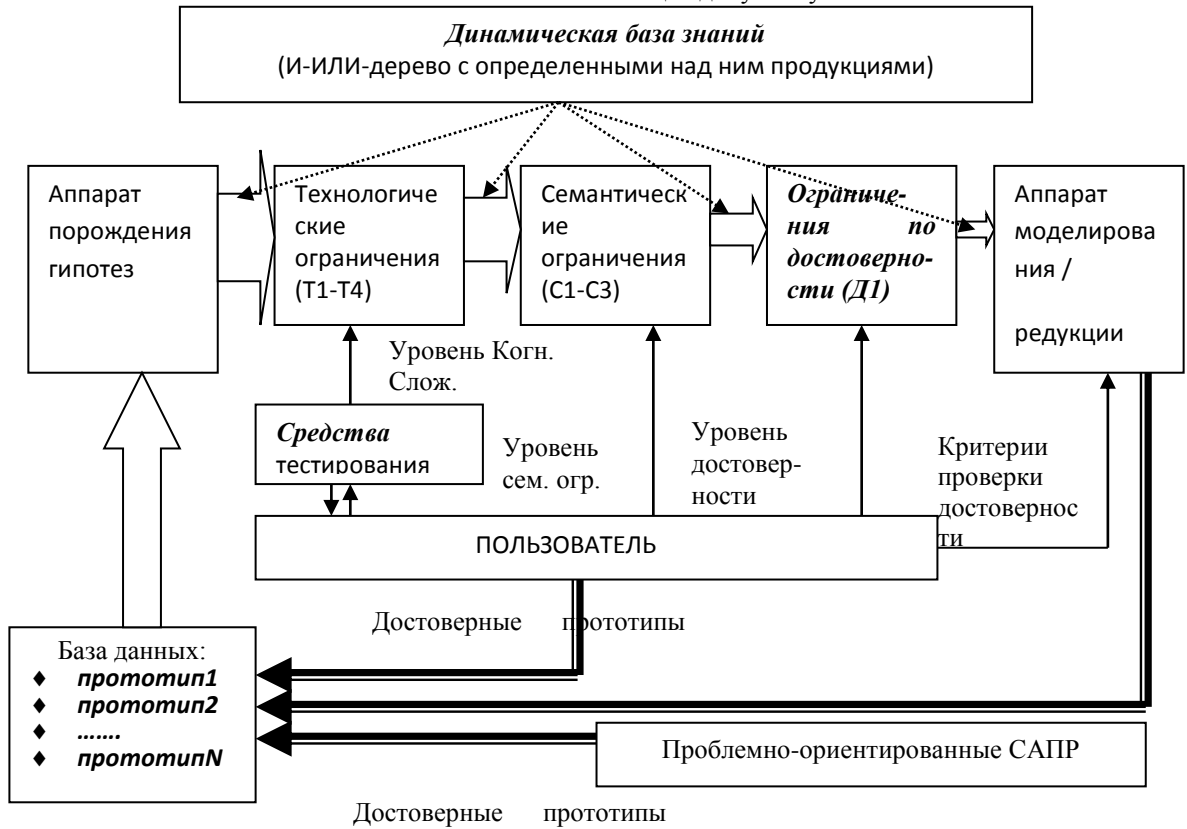 Динамическая база знаний
(И-ИЛИ-дерево с определенными над ним продукциями)
Аппарат
порождения
гипотез
Технологиче
ские
ограничения
(Т1-Т4)
Семантическ
ие
ограничения
(С1-С3)
Ограниче-
ния по
достоверно-
сти (Д1)
Аппарат
моделирова
ния /
редукции
Уровень Когн.
Слож.
Средства
тестирования
Уровень
сем. огр.
Уровень
достовер-
ности
Критерии
проверки
достовернос
ти
ПОЛЬЗОВАТЕЛЬ
Достоверные прототипы
База данных:
♦ прототип1
♦ прототип2
♦ …….
♦ прототипN
Проблемно-ориентированные САПР
Достоверные прототипы